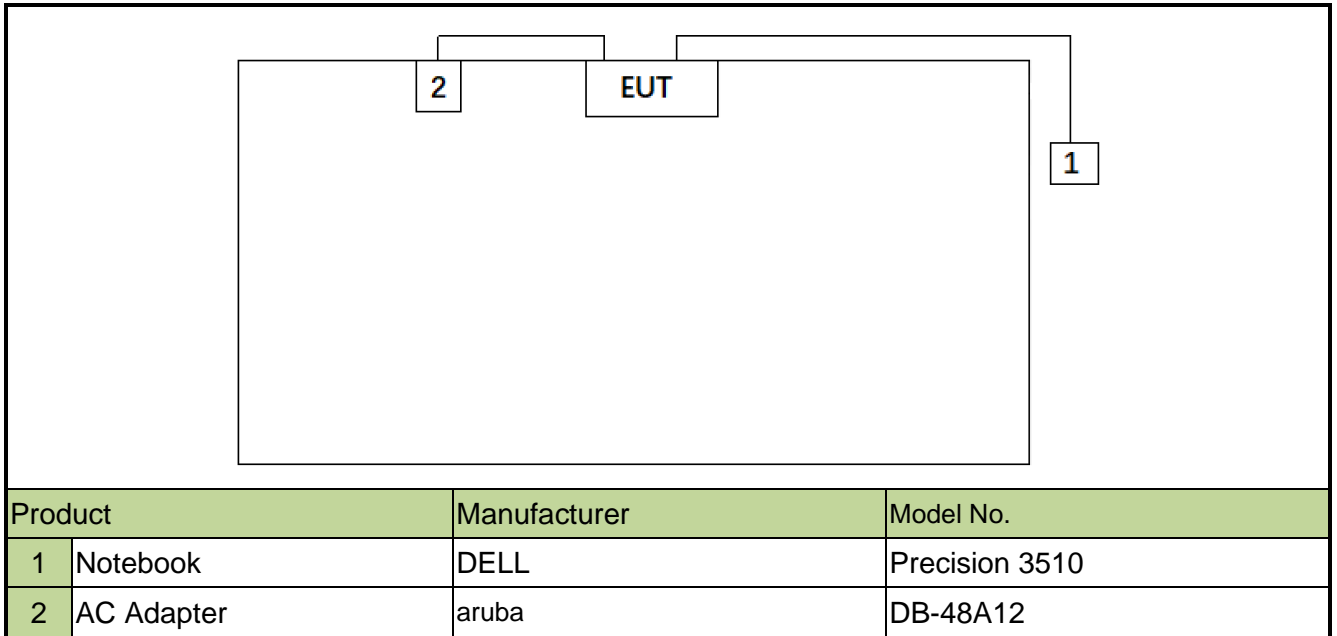 2 EUT
1
Product Manufacturer Model No.
1 Notebook DELL Precision 3510
2 AC Adapter aruba DB-48A12